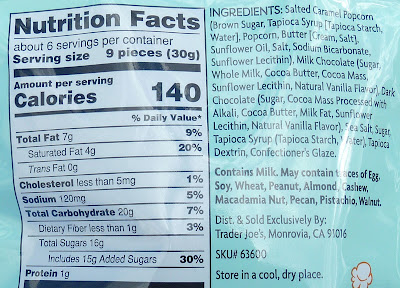 Nutrition Facts
about 6 servings per container
Serving size 9 pieces (30g)
Amount per serving
Calories 140
% Daily Value*
Total Fat 7g 9%
Saturated Fat 4g 20%
Trans Fat 0g
Cholesterol less than 5mg 1%
Sodium 120mg 5%
Total Carbohydrate 20g 7%
Dietary Fiber less than 1g 3%
Total Sugars 16g
Includes 15g Added Sugars 30%
Protein 1g
INGREDIENTS: Salted Caramel Popcorn
(Brown Sugar, Tapioca Syrup [Tapioca Starch,
Water], Popcorn, Butter [Cream, Salt],
Sunflower Oil, Salt, Sodium Bicarbonate,
Sunflower Lecithin), Milk Chocolate (Sugar,
Whole Milk, Cocoa Butter, Cocoa Mass,
Sunflower Lecithin, Natural Vanilla Flavor), Dark
Chocolate (Sugar, Cocoa Mass Processed with
Alkali, Cocoa Butter, Milk Fat, Sunflower
Lecithin, Natural Vanilla Flavor), Sea Salt, Sugar,
Tapioca Syrup (Tapioca Starch, Water), Tapioca
Dextrin, Confectioner's Glaze.
Contains Milk. May contain traces of Egg,
Soy, Wheat, Peanut, Almond, Cashew,
Macadamia Nut, Pecan, Pistachio, Walnut.
Dist. & Sold Exclusively By:
Trader Joe's, Monrovia, CA 91016
SKU# 63600
Store in a cool, dry place.